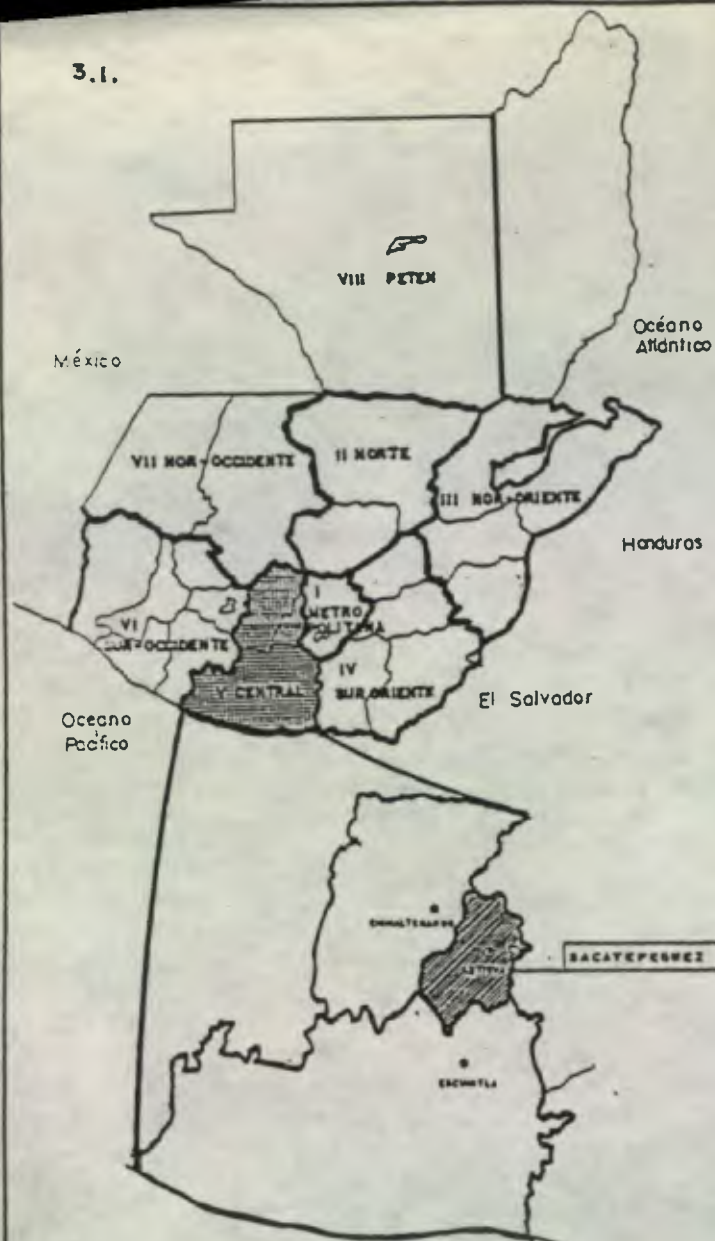 3.1.
VIII PETEN
Océano
Atlántico
México
VII NOR-OCCIDENTE
II NORTE
III NOR-ORIENTE
Honduras
I
METRO
POLITANA
VI
SUR-OCCIDENTE
IV
SUR ORIENTE
V CENTRAL
El Salvador
Oceano
Pacífico
CHIMALTENANGO
SACATEPEQUEZ
ANTIGUA
ESCUINTLA